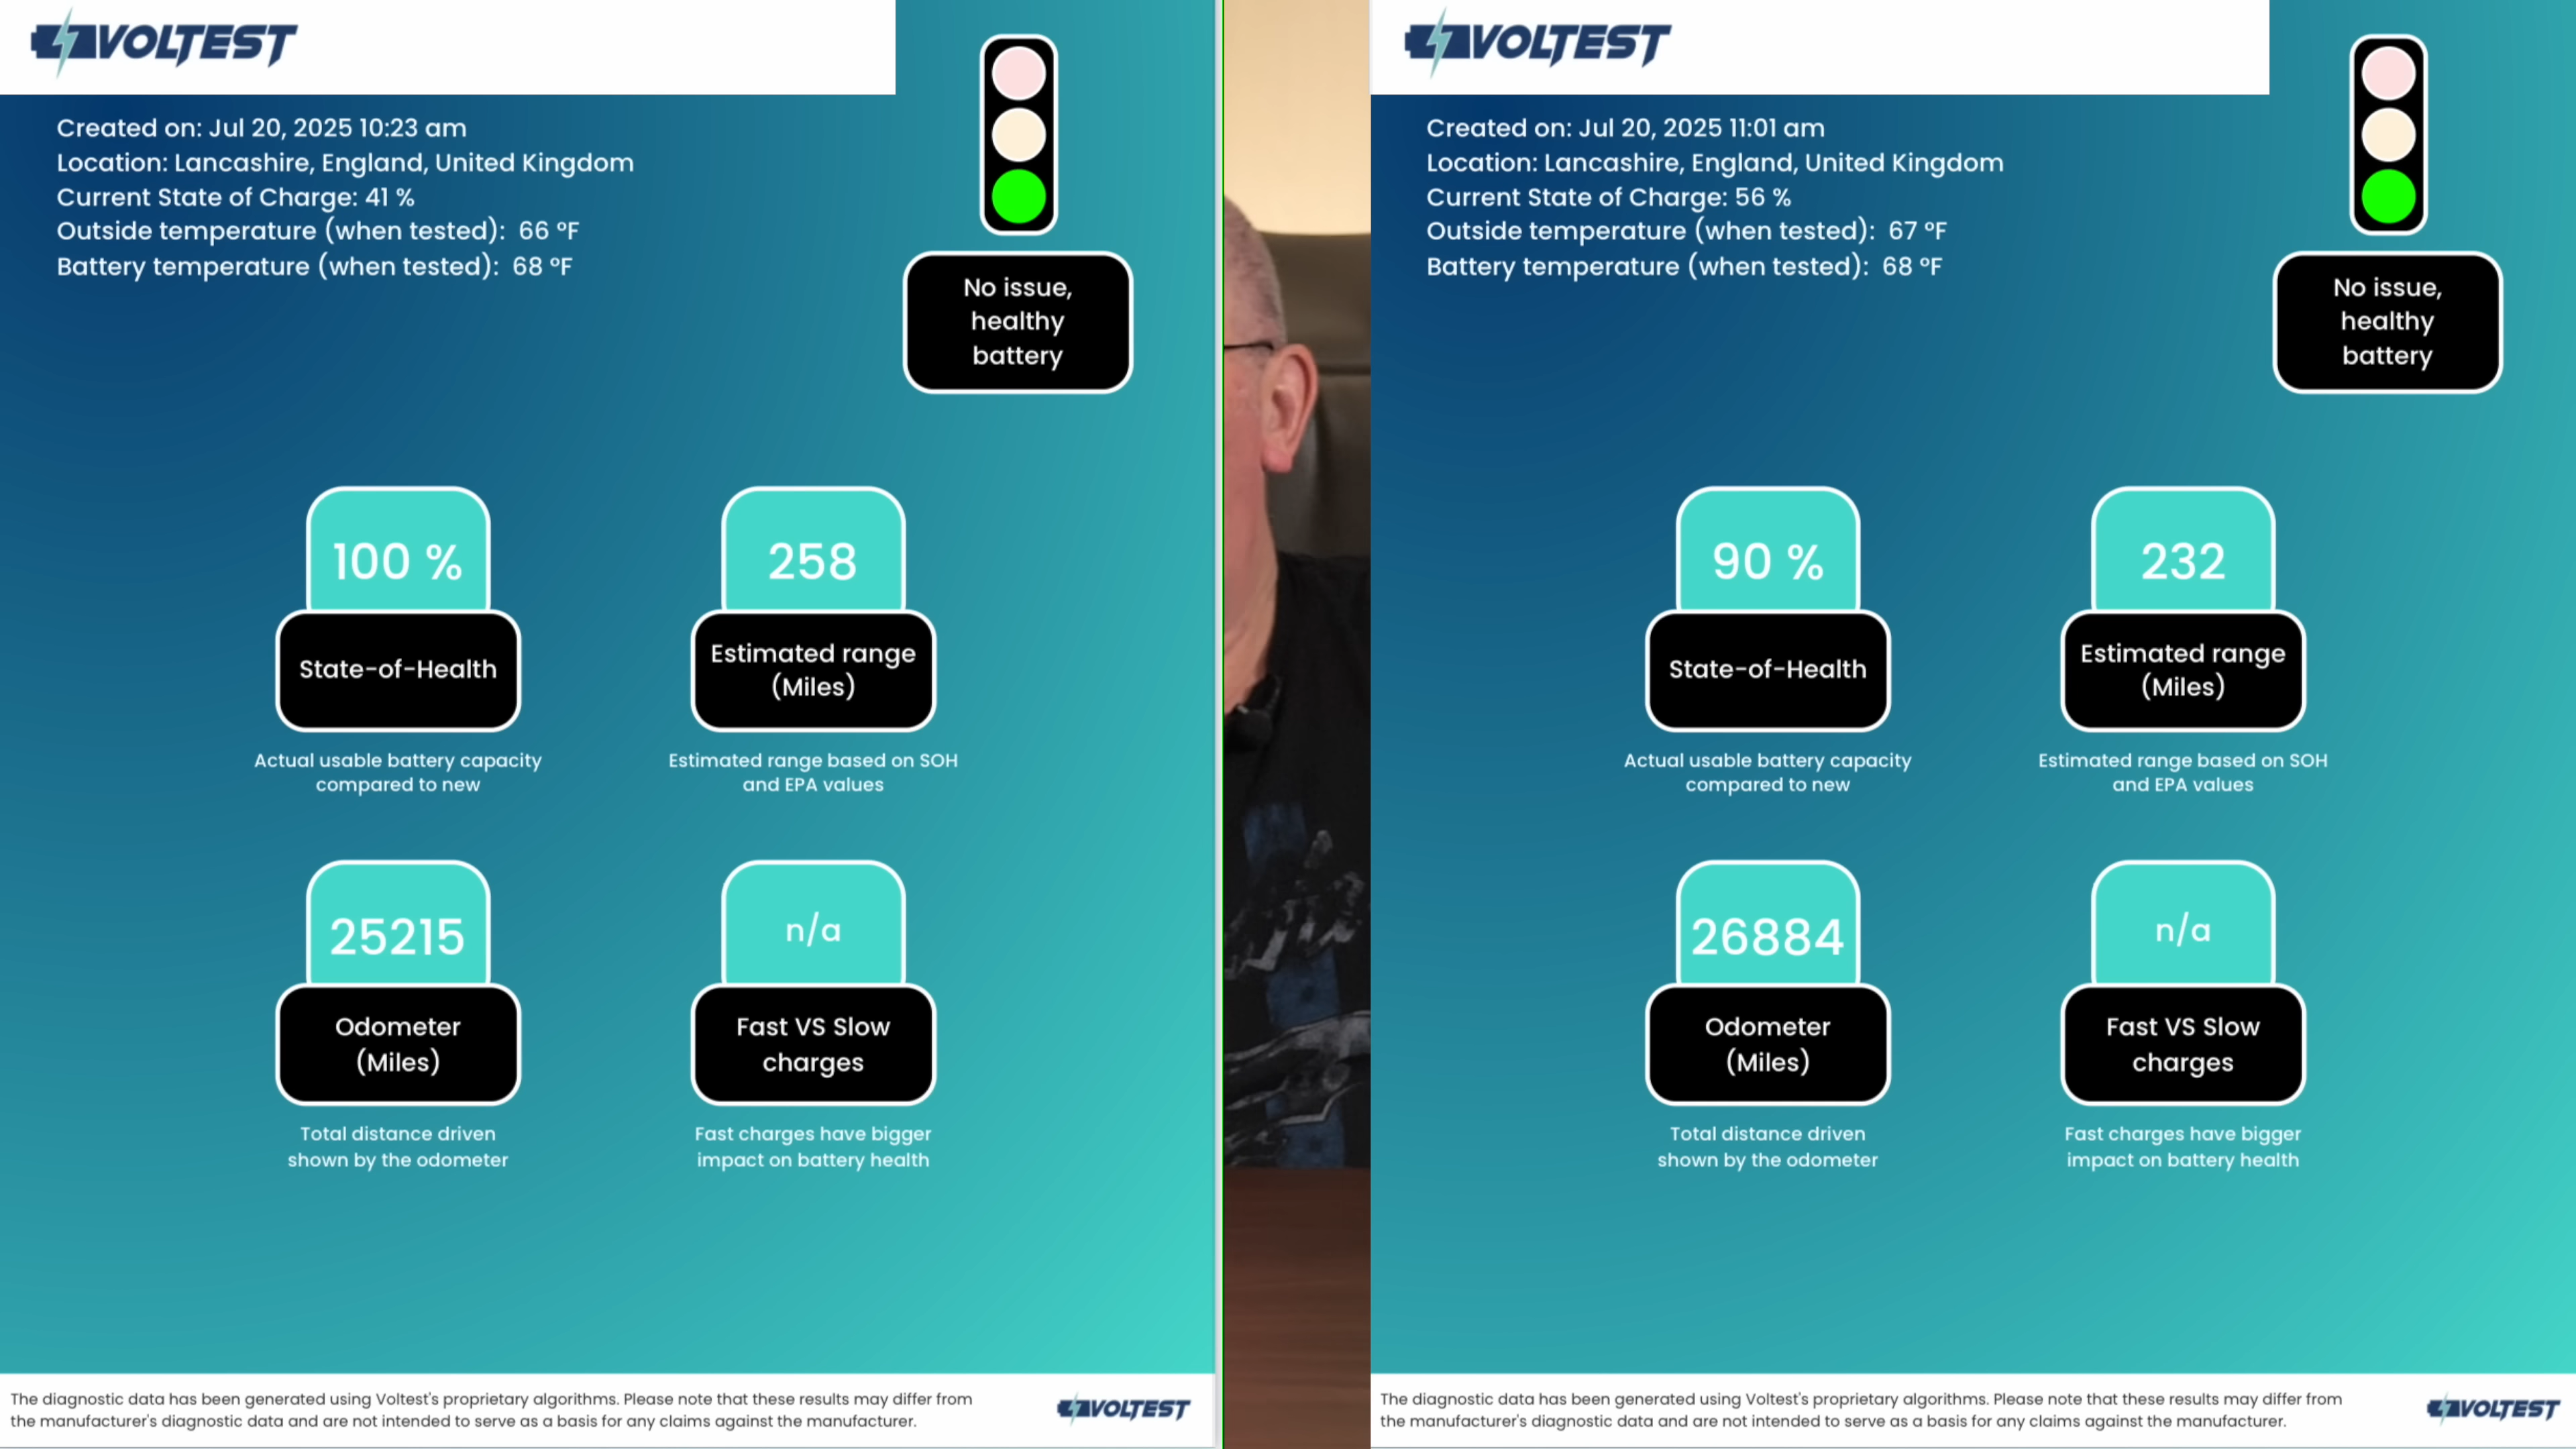 VOLTEST
Created on: Jul 20, 2025 10:23 am
Location: Lancashire, England, United Kingdom
Current State of Charge: 41 %
Outside temperature (when tested): 66 °F
Battery temperature (when tested): 68 °F
No issue,
healthy
battery
100 %
State-of-Health
Actual usable battery capacity
compared to new
258
Estimated range
(Miles)
Estimated range based on SOH
and EPA values
25215
Odometer
(Miles)
Total distance driven
shown by the odometer
n/a
Fast VS Slow
charges
Fast charges have bigger
impact on battery health
The diagnostic data has been generated using Voltest's proprietary algorithms. Please note that these results may differ from
the manufacturer's diagnostic data and are not intended to serve as a basis for any claims against the manufacturer.
VOLTEST
VOLTEST
Created on: Jul 20, 2025 11:01 am
Location: Lancashire, England, United Kingdom
Current State of Charge: 56 %
Outside temperature (when tested): 67 °F
Battery temperature (when tested): 68 °F
No issue,
healthy
battery
90 %
State-of-Health
Actual usable battery capacity
compared to new
232
Estimated range
(Miles)
Estimated range based on SOH
and EPA values
26884
Odometer
(Miles)
Total distance driven
shown by the odometer
n/a
Fast VS Slow
charges
Fast charges have bigger
impact on battery health
The diagnostic data has been generated using Voltest's proprietary algorithms. Please note that these results may differ from
the manufacturer's diagnostic data and are not intended to serve as a basis for any claims against the manufacturer.
VOLTEST